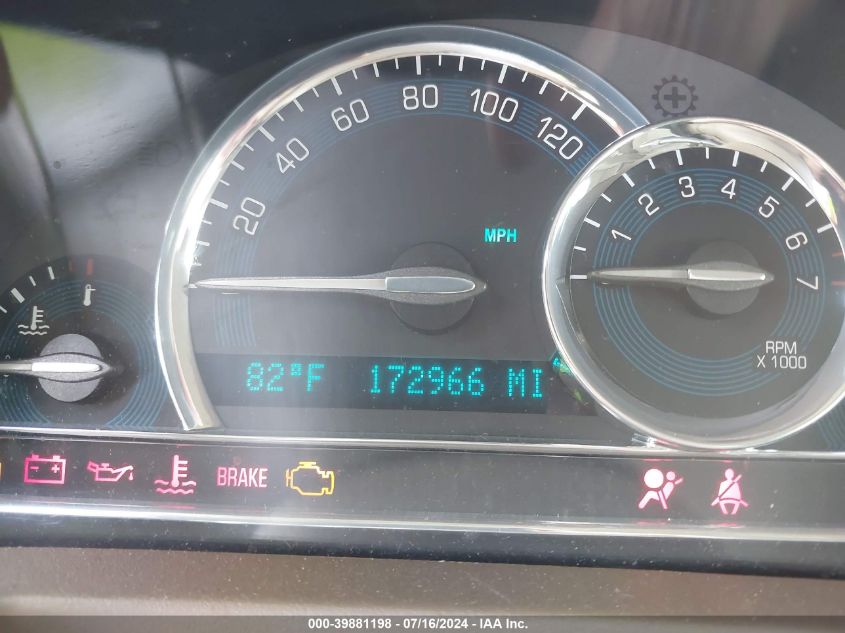 20 40 60 80 100 120
MPH
1 2 3 4 5 6 7
RPM
X 1000
82°F 172966 MI
BRAKE
000-39881198 - 07/16/2024 - IAA Inc.